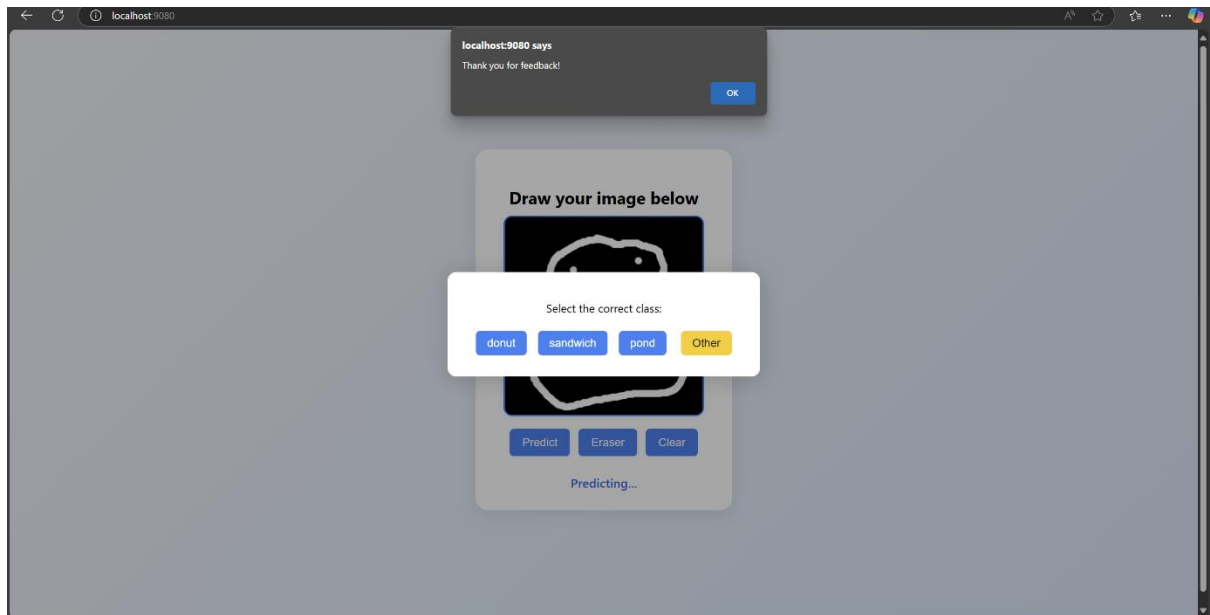 localhost:9080
localhost:9080 says
Thank you for feedback!
OK
Draw your image below
Select the correct class:
donut sandwich pond Other
Predict Eraser Clear
Predicting...